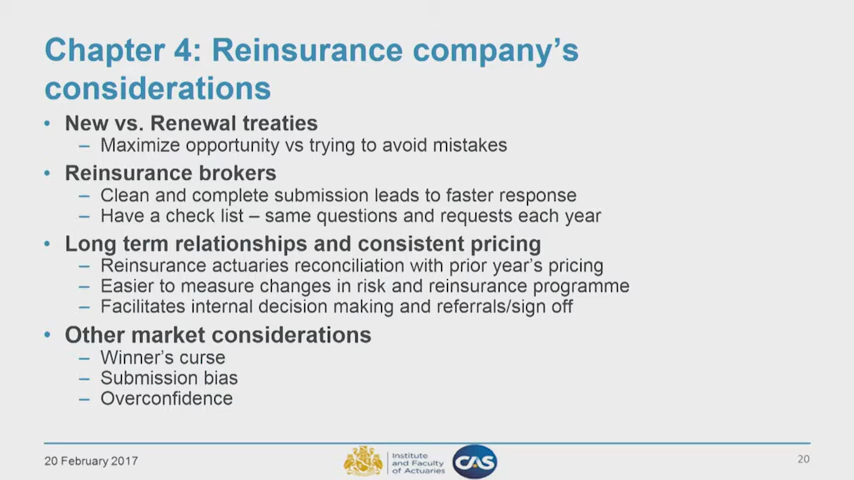 Chapter 4: Reinsurance company's
considerations
• New vs. Renewal treaties
– Maximize opportunity vs trying to avoid mistakes
• Reinsurance brokers
– Clean and complete submission leads to faster response
– Have a check list – same questions and requests each year
• Long term relationships and consistent pricing
– Reinsurance actuaries reconciliation with prior year's pricing
– Easier to measure changes in risk and reinsurance programme
– Facilitates internal decision making and referrals/sign off
• Other market considerations
– Winner's curse
– Submission bias
– Overconfidence
20 February 2017
Institute
and Faculty
of Actuaries
CAS
20